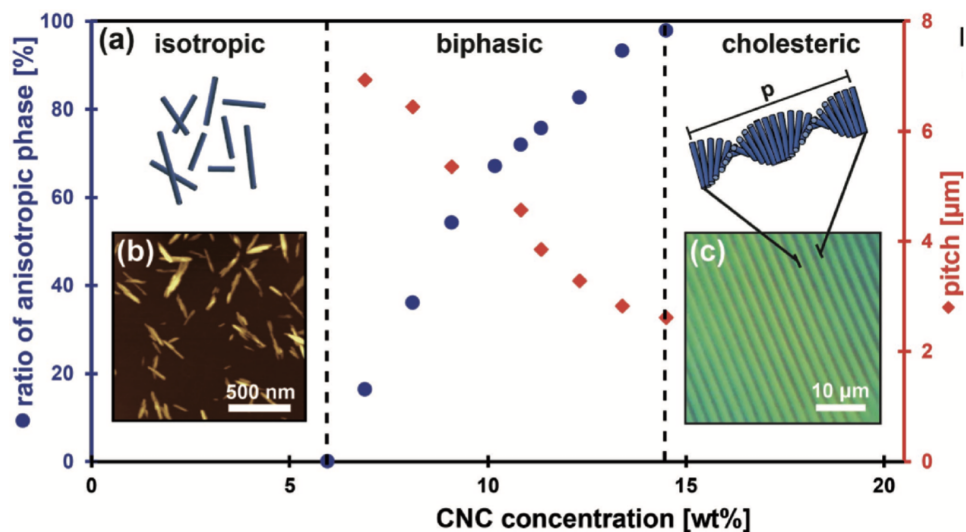 (a) isotropic biphasic cholesteric
p
(b)
500 nm
(c)
10 µm
100
80
60
40
20
0
ratio of anisotropic phase [%]
8
6
4
2
0
pitch [µm]
0 5 10 15 20
CNC concentration [wt%]